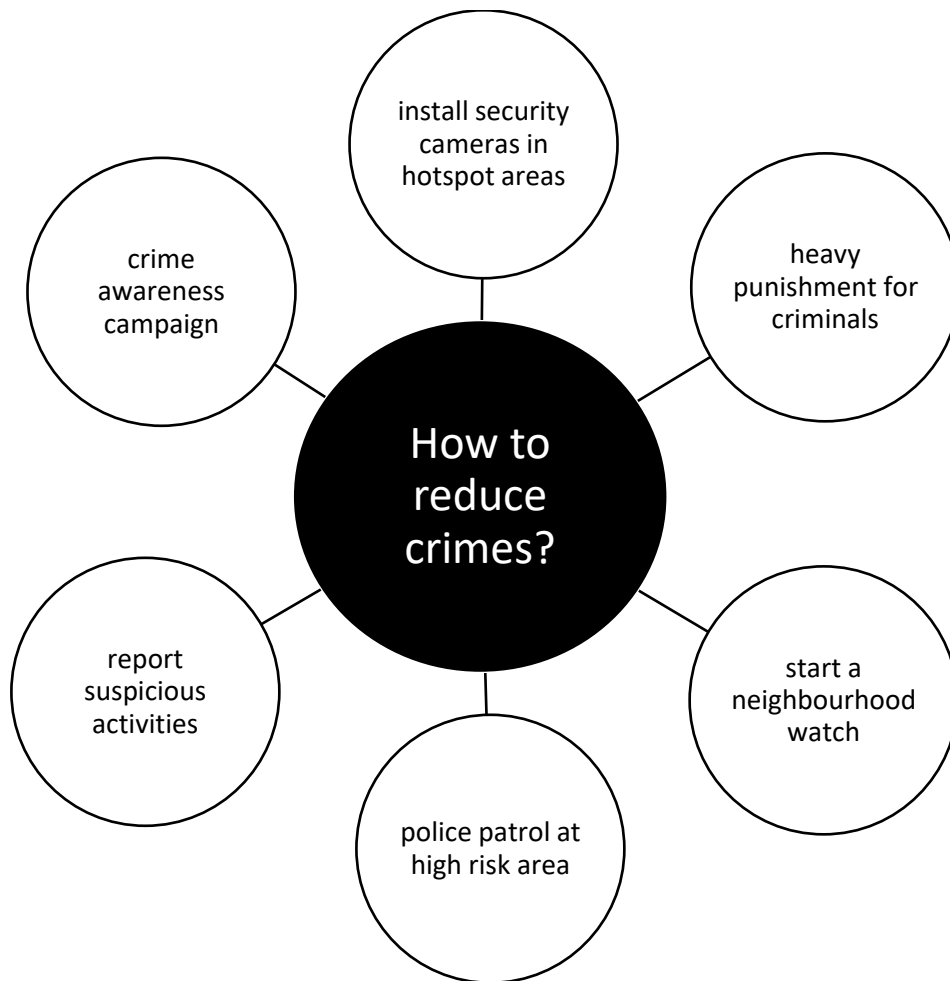 install security
cameras in
hotspot areas
crime
awareness
campaign
heavy
punishment for
criminals
How to
reduce
crimes?
report
suspicious
activities
start a
neighbourhood
watch
police patrol at
high risk area